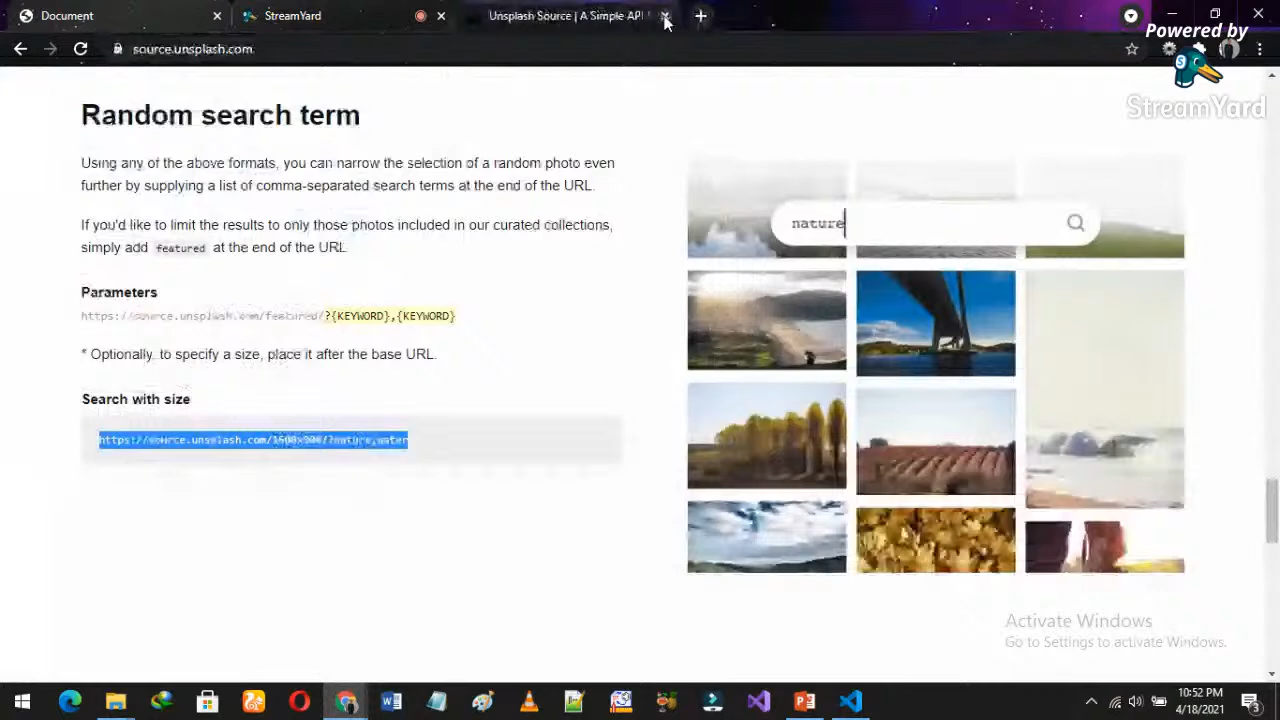 Document
StreamYard
Unsplash Source | A Simple API
source.unsplash.com
Powered by
StreamYard
Random search term
Using any of the above formats, you can narrow the selection of a random photo even
further by supplying a list of comma-separated search terms at the end of the URL.
If you'd like to limit the results to only those photos included in our curated collections,
simply add featured at the end of the URL.
Parameters
https://source.unsplash.com/featured/?{KEYWORD},{KEYWORD}
* Optionally, to specify a size, place it after the base URL.
Search with size
https://source.unsplash.com/1600x900/?nature,water
nature
Activate Windows
Go to Settings to activate Windows.
10:52 PM
4/18/2021